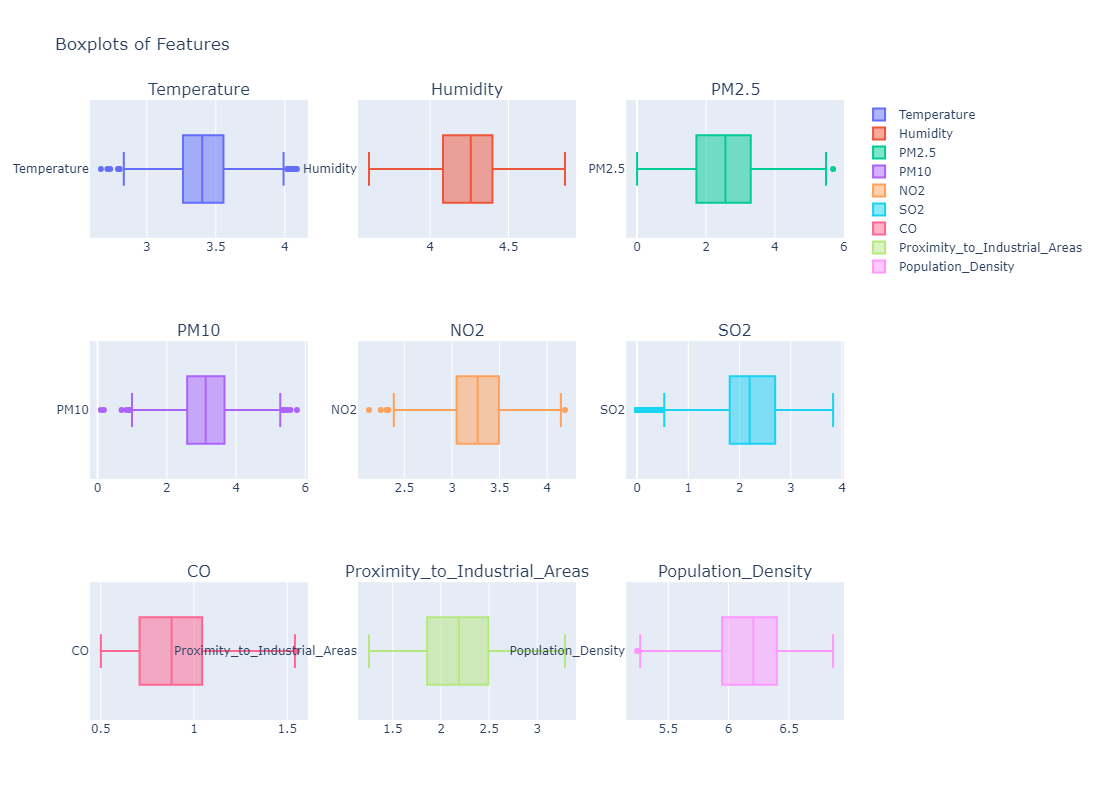 Boxplots of Features
Temperature
Humidity
PM2.5
Temperature
Humidity
PM2.5
3
3.5
4
4
4.5
0
2
4
6
Temperature
Humidity
PM2.5
PM10
NO2
SO2
CO
Proximity_to_Industrial_Areas
Population_Density
PM10
NO2
SO2
PM10
NO2
SO2
0
2
4
6
2.5
3
3.5
4
0
1
2
3
4
CO
Proximity_to_Industrial_Areas
Population_Density
CO
Proximity_to_Industrial_Areas
Population_Density
0.5
1
1.5
1.5
2
2.5
3
5.5
6
6.5